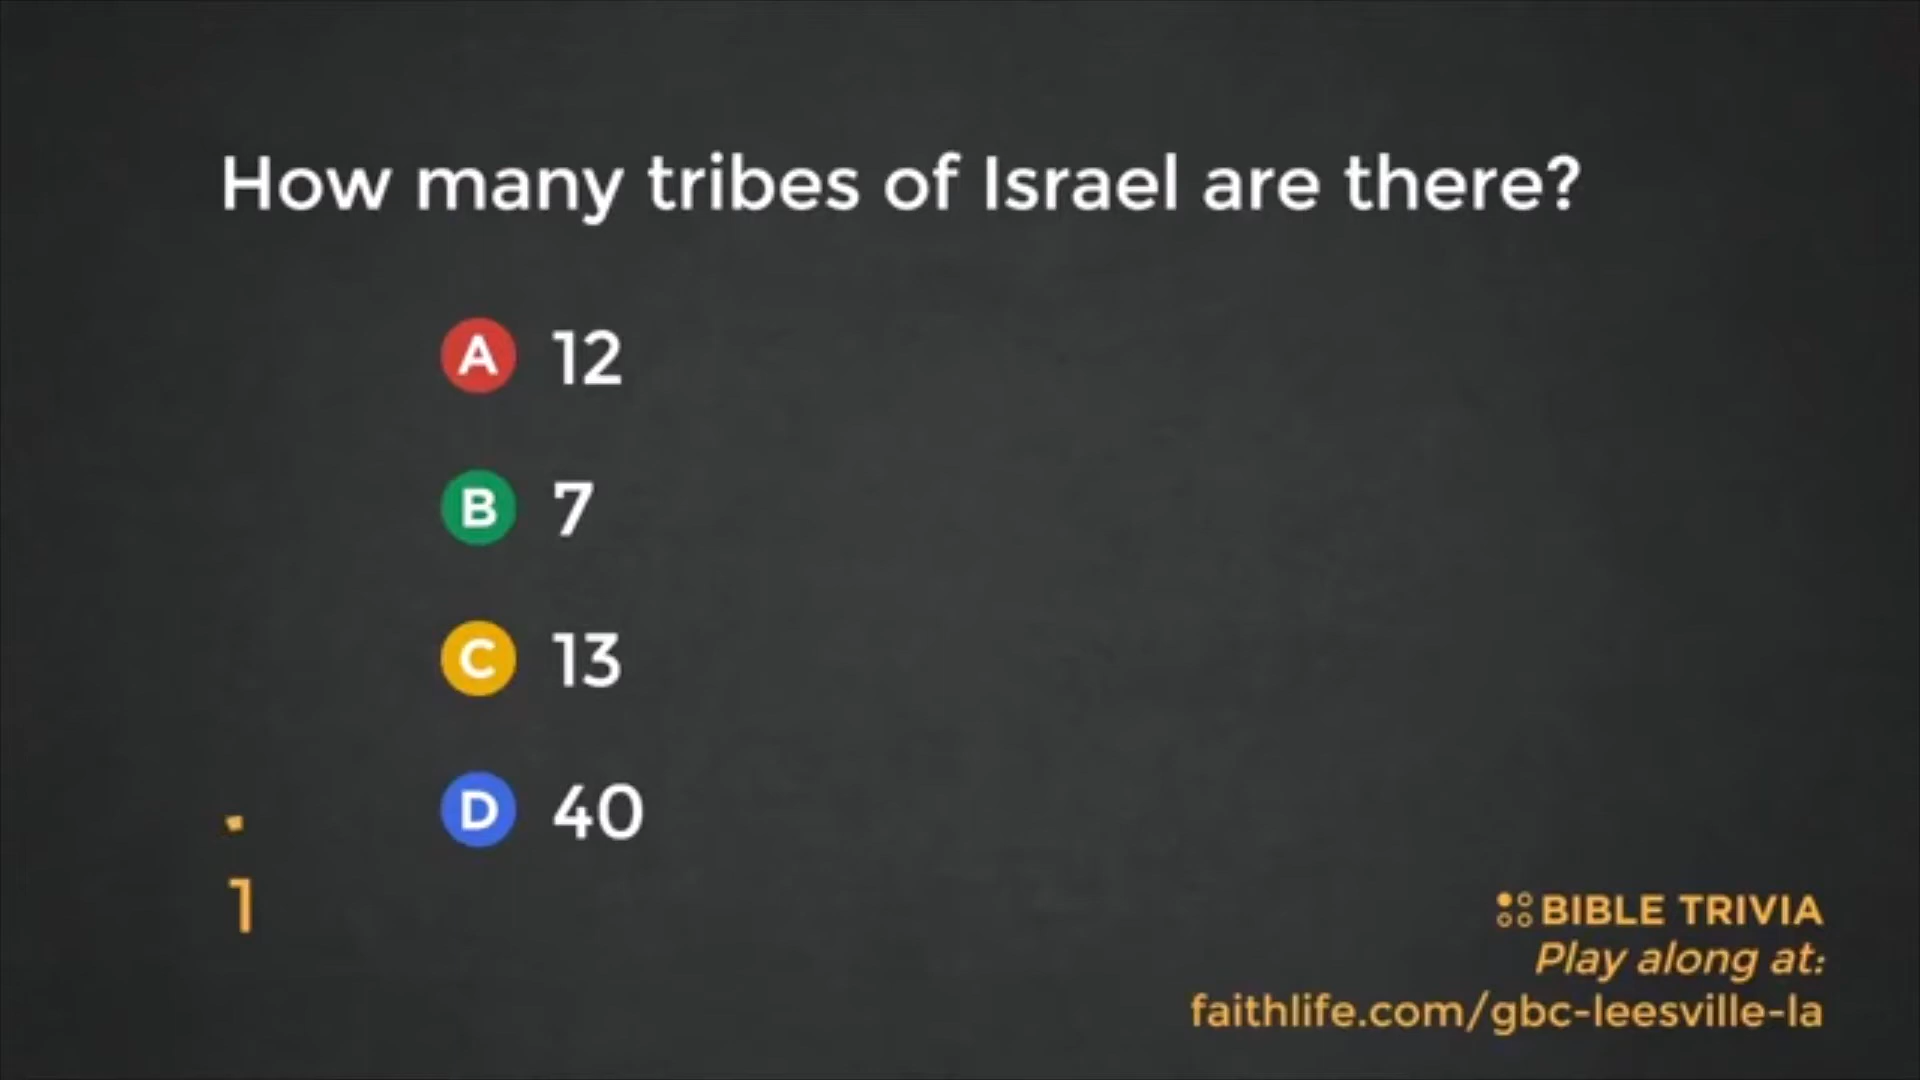 How many tribes of Israel are there?
A 12
B 7
C 13
D 40
1
BIBLE TRIVIA
Play along at:
faithlife.com/gbc-leesville-la